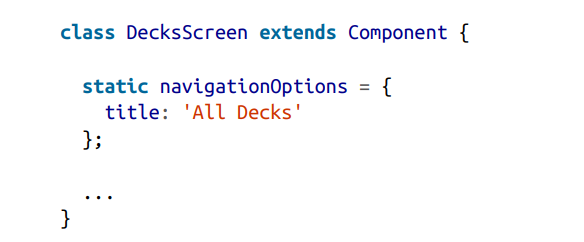 class DecksScreen extends Component {
static navigationOptions = {
title: 'All Decks'
};
...
}